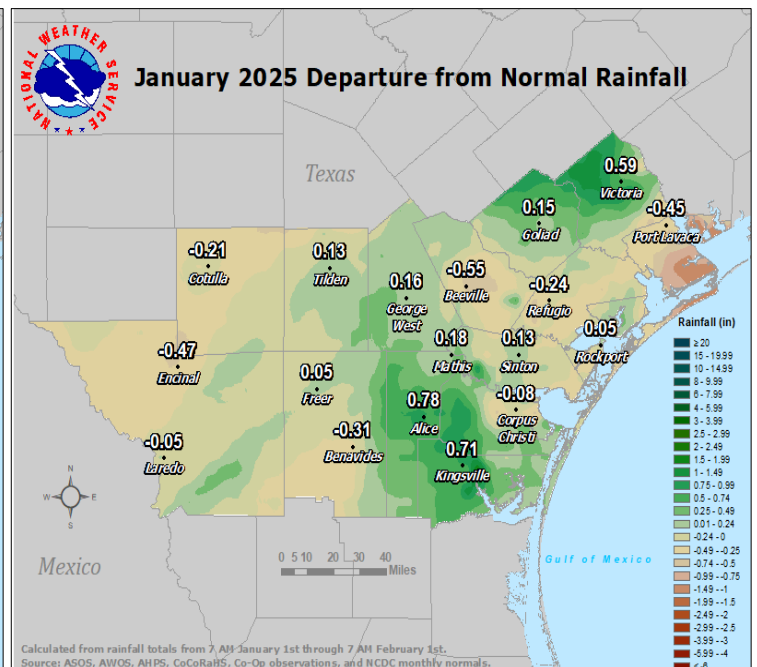 NATIONAL WEATHER SERVICE
January 2025 Departure from Normal Rainfall
Texas
0.59
Victoria
0.15
Goliad
-0.45
Port Lavaca
-0.21
Cotulla
0.13
Tilden
0.16
George
West
-0.55
Beeville
-0.24
Refugio
0.05
Rockport
-0.47
Encinal
0.05
Freer
0.18
Mathis
0.13
Sinton
0.78
Alice
-0.08
Corpus
Christi
-0.05
Laredo
-0.31
Benavides
0.71
Kingsville
Rainfall (in)
≥ 20
15 - 19.99
10 - 14.99
8 - 9.99
6 - 7.99
4 - 5.99
3 - 3.99
2.5 - 2.99
2 - 2.49
1.5 - 1.99
1 - 1.49
0.75 - 0.99
0.5 - 0.74
0.25 - 0.49
0.01 - 0.24
-0.24 - 0
-0.49 - -0.25
-0.74 - -0.5
-0.99 - -0.75
-1.49 - -1
-1.99 - -1.5
-2.49 - -2
-2.99 - -2.5
-3.99 - -3
-5.99 - -4
N
W E
S
Mexico
0 5 10 20 30 40
Miles
Gulf of Mexico
Calculated from rainfall totals from 7 AM January 1st through 7 AM February 1st.
Source: ASOS, AWOS, AHPS, CoCoRaHS, Co-Op observations, and NCDC monthly normals.